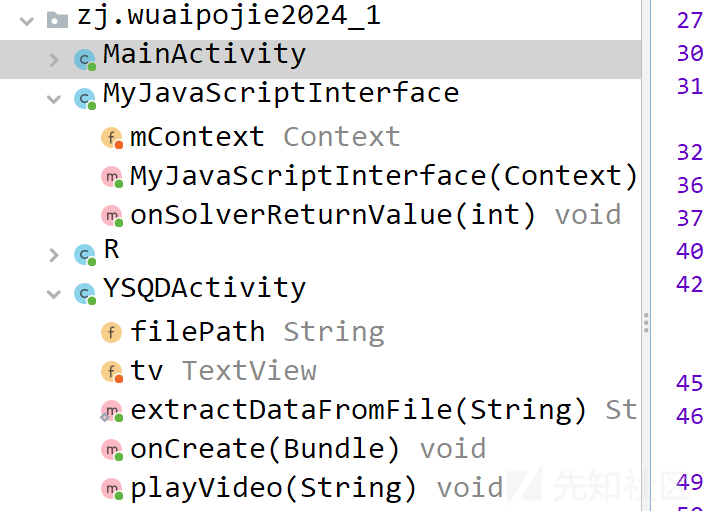 zj.wuaipojie2024_1
MainActivity
MyJavaScriptInterface
mContext Context
MyJavaScriptInterface(Context)
onSolverReturnValue(int) void
R
YSQDActivity
filePath String
tv TextView
extractDataFromFile(String) St
onCreate(Bundle) void
playVideo(String) void
27
30
31
32
36
37
40
42
45
46
49
先知社区